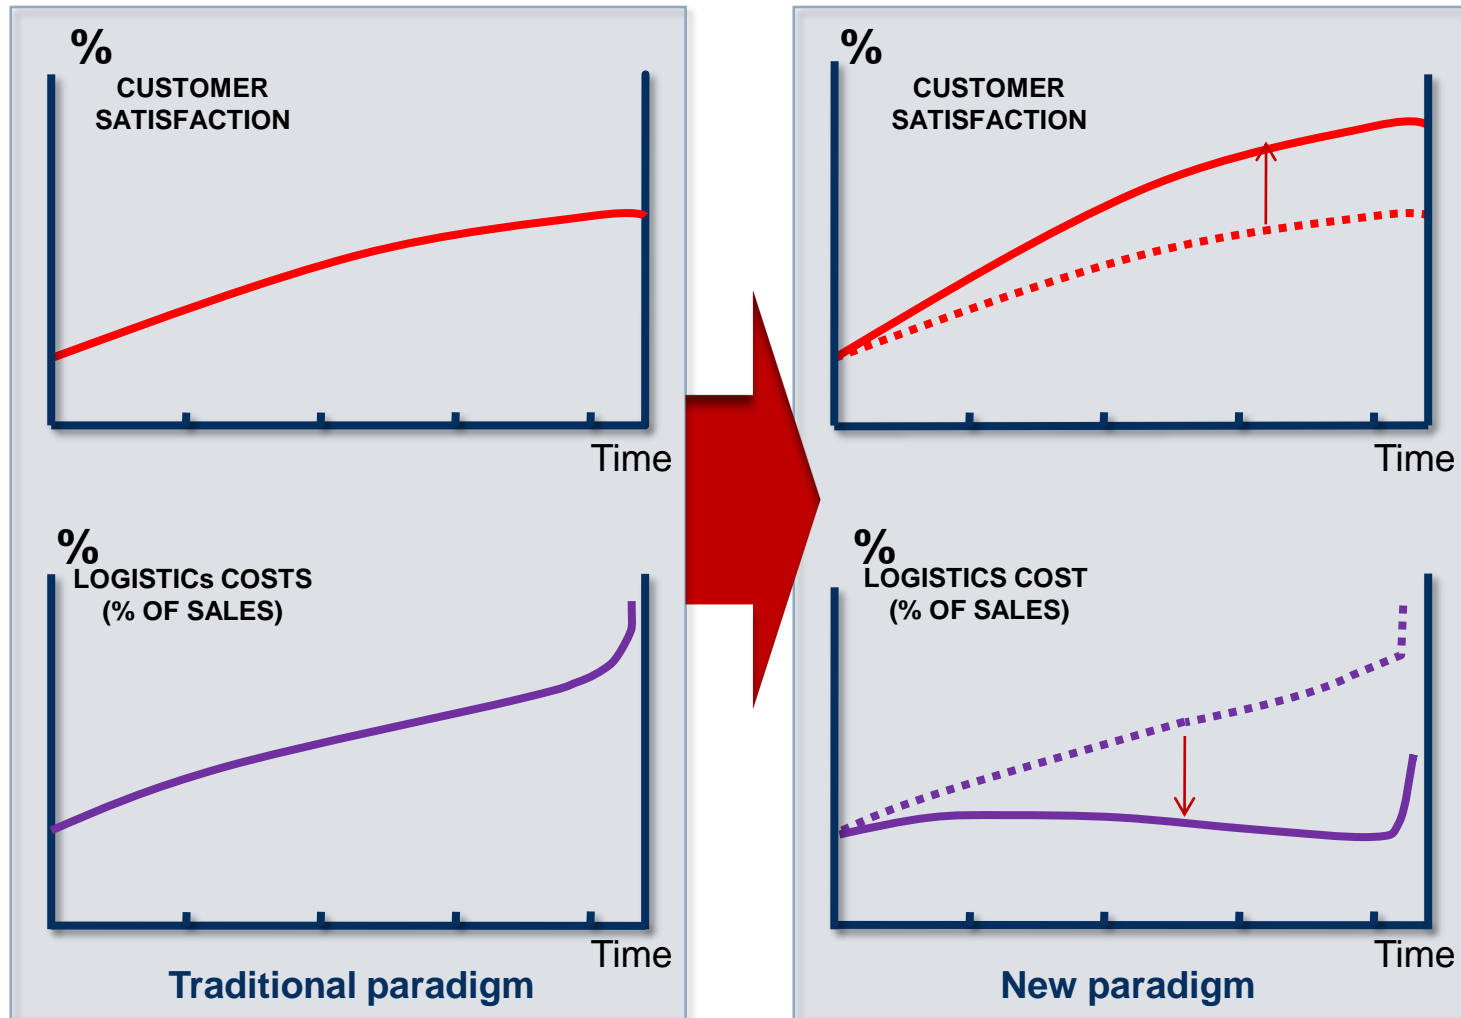 %
CUSTOMER
SATISFACTION
Time
%
LOGISTICs COSTS
(% OF SALES)
Time
Traditional paradigm
%
CUSTOMER
SATISFACTION
Time
%
LOGISTICS COST
(% OF SALES)
Time
New paradigm